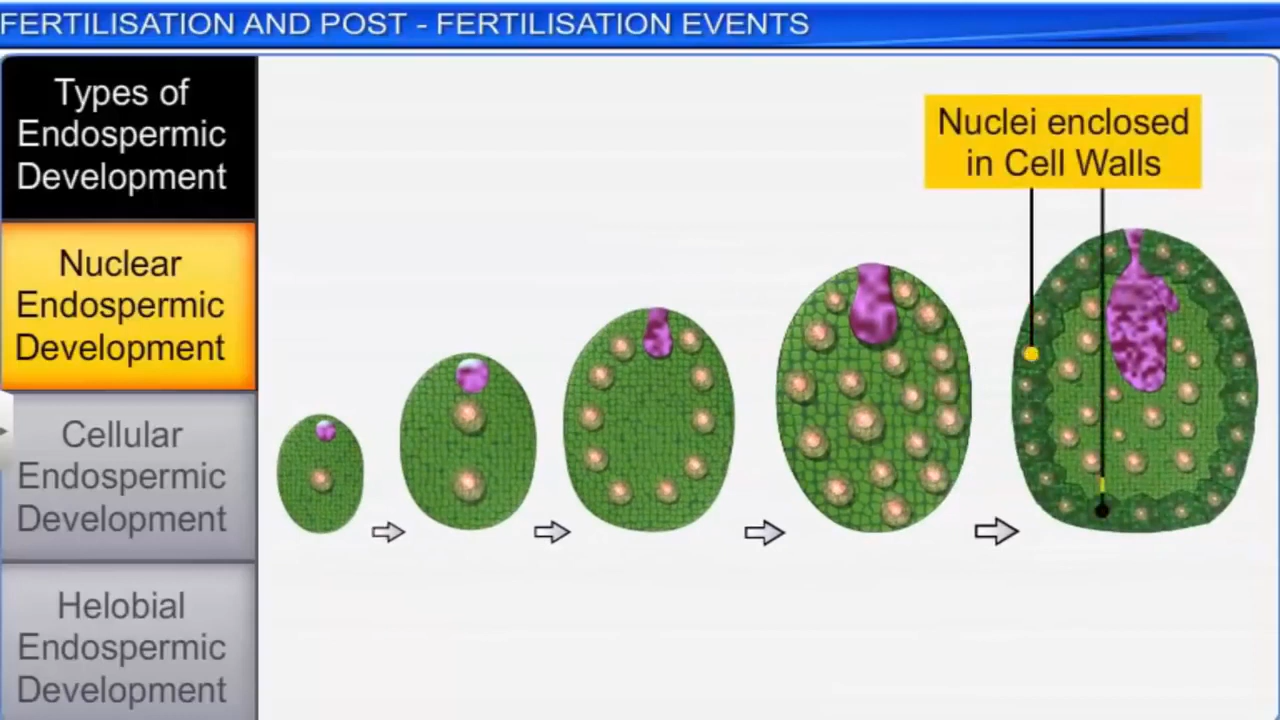 FERTILISATION AND POST - FERTILISATION EVENTS
Types of
Endospermic
Development
Nuclear
Endospermic
Development
Cellular
Endospermic
Development
Helobial
Endospermic
Development
Nuclei enclosed
in Cell Walls